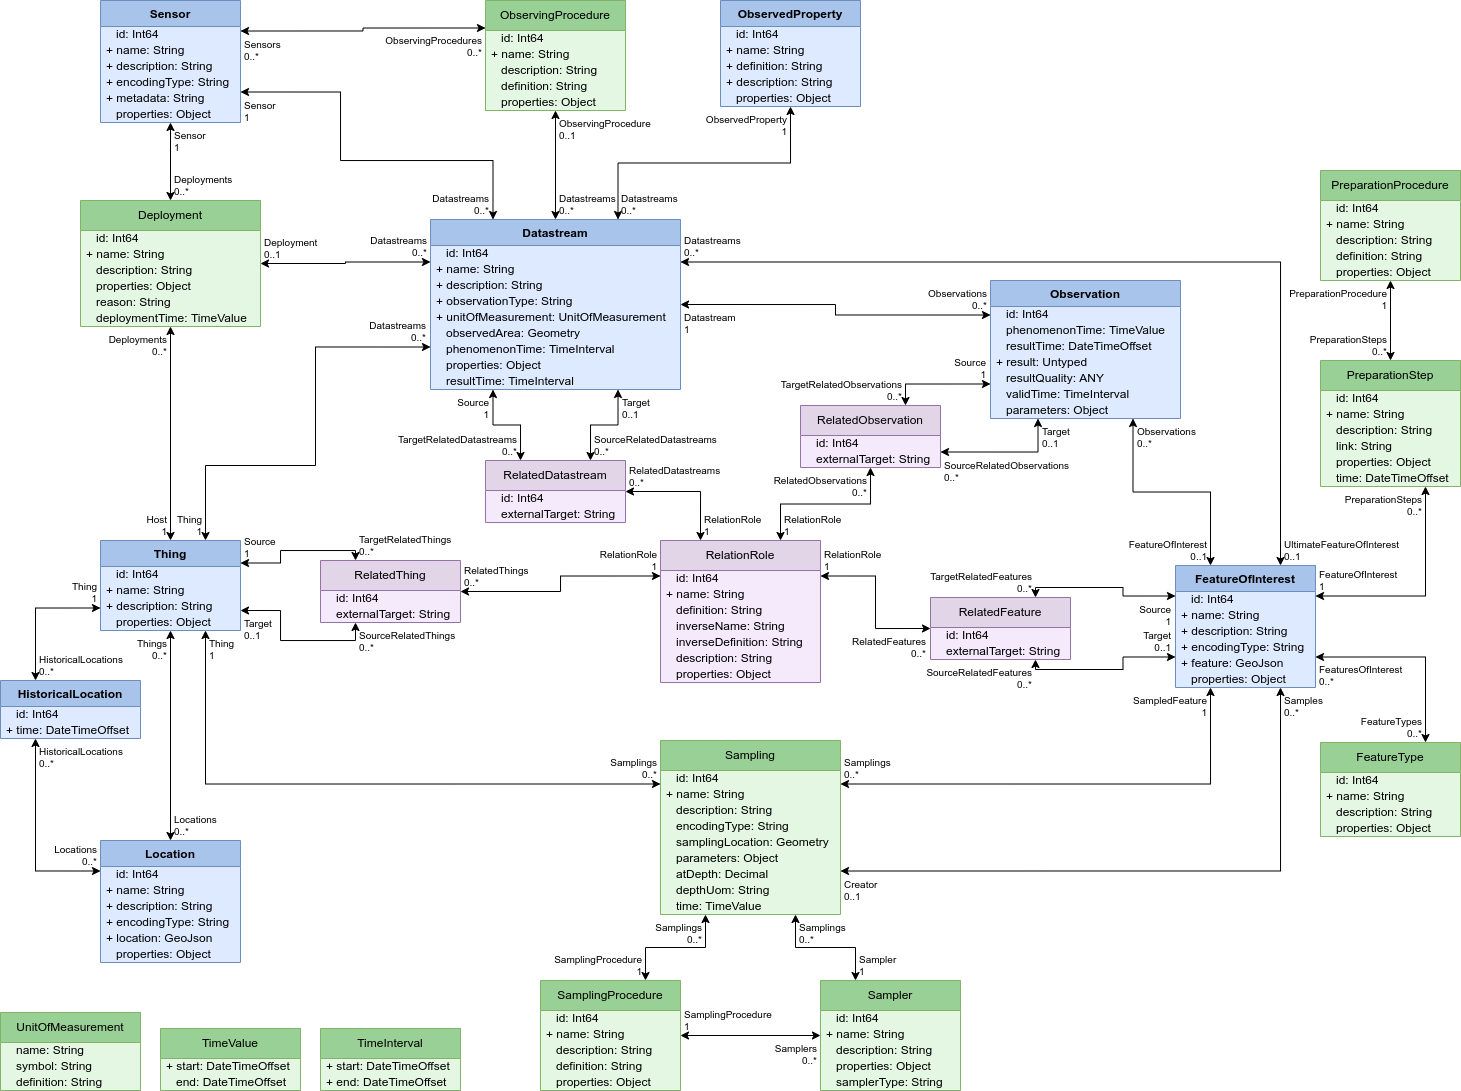 Sensor
id: Int64
+ name: String
+ description: String
+ encodingType: String
+ metadata: String
properties: Object
Sensors
0..*
ObservingProcedures
0..*
Sensor
1
ObservingProcedure
id: Int64
+ name: String
description: String
definition: String
properties: Object
ObservingProcedure
0..1
ObservedProperty
id: Int64
+ name: String
+ definition: String
+ description: String
properties: Object
ObservedProperty
1
Sensor
1
Deployments
0..*
Deployment
id: Int64
+ name: String
description: String
properties: Object
reason: String
deploymentTime: TimeValue
Deployment
0..1
Deployments
0..*
Datastreams
0..*
Datastreams
0..*
Datastreams
0..*
Datastreams
0..*
Datastreams
0..*
Datastreams
0..*
Datastream
id: Int64
+ name: String
+ description: String
+ observationType: String
+ unitOfMeasurement: UnitOfMeasurement
observedArea: Geometry
phenomenonTime: TimeInterval
properties: Object
resultTime: TimeInterval
Datastream
1
Observations
0..*
Observation
id: Int64
phenomenonTime: TimeValue
resultTime: DateTimeOffset
+ result: Untyped
resultQuality: ANY
validTime: TimeInterval
parameters: Object
Source
1
TargetRelatedObservations
0..*
Target
0..1
SourceRelatedObservations
0..*
Observations
0..*
PreparationProcedure
id: Int64
+ name: String
description: String
definition: String
properties: Object
PreparationProcedure
1
PreparationSteps
0..*
PreparationStep
id: Int64
+ name: String
description: String
link: String
properties: Object
time: DateTimeOffset
PreparationSteps
0..*
Source
1
Target
0..1
TargetRelatedDatastreams
0..*
SourceRelatedDatastreams
0..*
RelatedDatastream
id: Int64
externalTarget: String
RelatedDatastreams
0..*
RelationRole
1
RelatedObservation
id: Int64
externalTarget: String
RelatedObservations
0..*
RelationRole
1
Host
1
Thing
1
Thing
id: Int64
+ name: String
+ description: String
properties: Object
Source
1
TargetRelatedThings
0..*
Target
0..1
SourceRelatedThings
0..*
RelatedThing
id: Int64
externalTarget: String
RelatedThings
0..*
RelationRole
1
RelationRole
id: Int64
+ name: String
definition: String
inverseName: String
inverseDefinition: String
description: String
properties: Object
RelationRole
1
RelatedFeatures
0..*
RelatedFeature
id: Int64
externalTarget: String
TargetRelatedFeatures
0..*
Source
1
Target
0..1
SourceRelatedFeatures
0..*
FeatureOfInterest
0..1
UltimateFeatureOfInterest
0..1
FeatureOfInterest
1
FeatureOfInterest
id: Int64
+ name: String
+ description: String
+ encodingType: String
+ feature: GeoJson
properties: Object
FeaturesOfInterest
0..*
FeatureTypes
0..*
FeatureType
id: Int64
+ name: String
description: String
properties: Object
SampledFeature
1
Samples
0..*
Thing
1
HistoricalLocations
0..*
HistoricalLocation
id: Int64
+ time: DateTimeOffset
HistoricalLocations
0..*
Things
0..*
Thing
1
Locations
0..*
Locations
0..*
Location
id: Int64
+ name: String
+ description: String
+ encodingType: String
+ location: GeoJson
properties: Object
Samplings
0..*
Samplings
0..*
Sampling
id: Int64
+ name: String
description: String
encodingType: String
samplingLocation: Geometry
parameters: Object
atDepth: Decimal
depthUom: String
time: TimeValue
Creator
0..1
Samplings
0..*
Samplings
0..*
SamplingProcedure
1
Sampler
1
SamplingProcedure
id: Int64
+ name: String
description: String
definition: String
properties: Object
SamplingProcedure
1
Samplers
0..*
Sampler
id: Int64
+ name: String
description: String
properties: Object
samplerType: String
UnitOfMeasurement
name: String
symbol: String
definition: String
TimeValue
+ start: DateTimeOffset
end: DateTimeOffset
TimeInterval
+ start: DateTimeOffset
+ end: DateTimeOffset